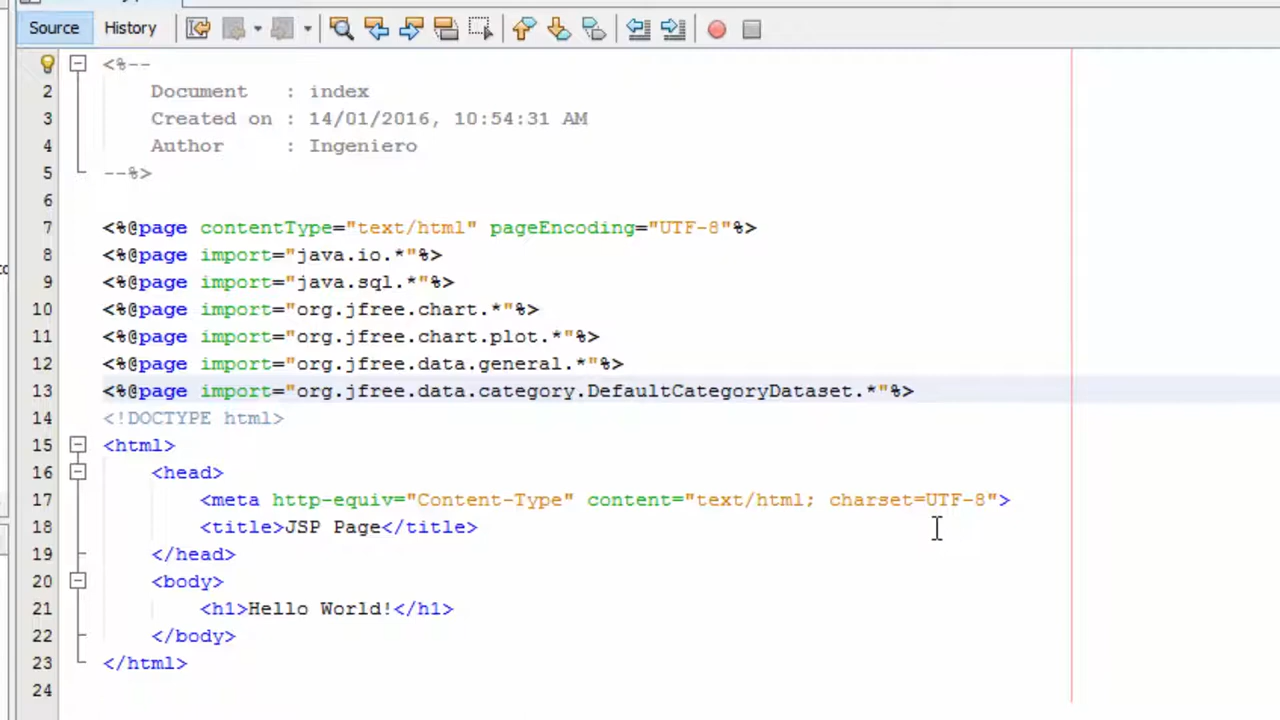 Source History
<%--
2 Document : index
3 Created on : 14/01/2016, 10:54:31 AM
4 Author : Ingeniero
5 --%>
6
7 <%@page contentType="text/html" pageEncoding="UTF-8"%>
8 <%@page import="java.io.*"%>
9 <%@page import="java.sql.*"%>
10 <%@page import="org.jfree.chart.*"%>
11 <%@page import="org.jfree.chart.plot.*"%>
12 <%@page import="org.jfree.data.general.*"%>
13 <%@page import="org.jfree.data.category.DefaultCategoryDataset.*"%>
14 <!DOCTYPE html>
15 <html>
16 <head>
17 <meta http-equiv="Content-Type" content="text/html; charset=UTF-8">
18 <title>JSP Page</title>
19 </head>
20 <body>
21 <h1>Hello World!</h1>
22 </body>
23 </html>
24